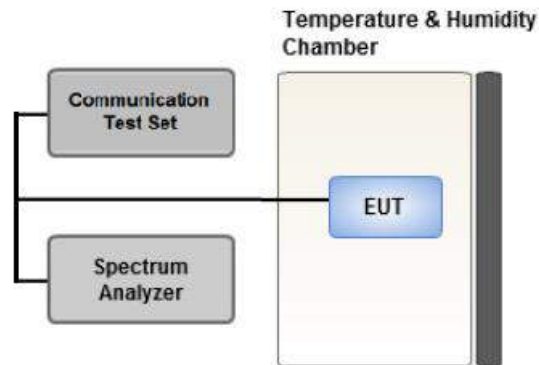 Temperature & Humidity
Chamber
Communication
Test Set
EUT
Spectrum
Analyzer